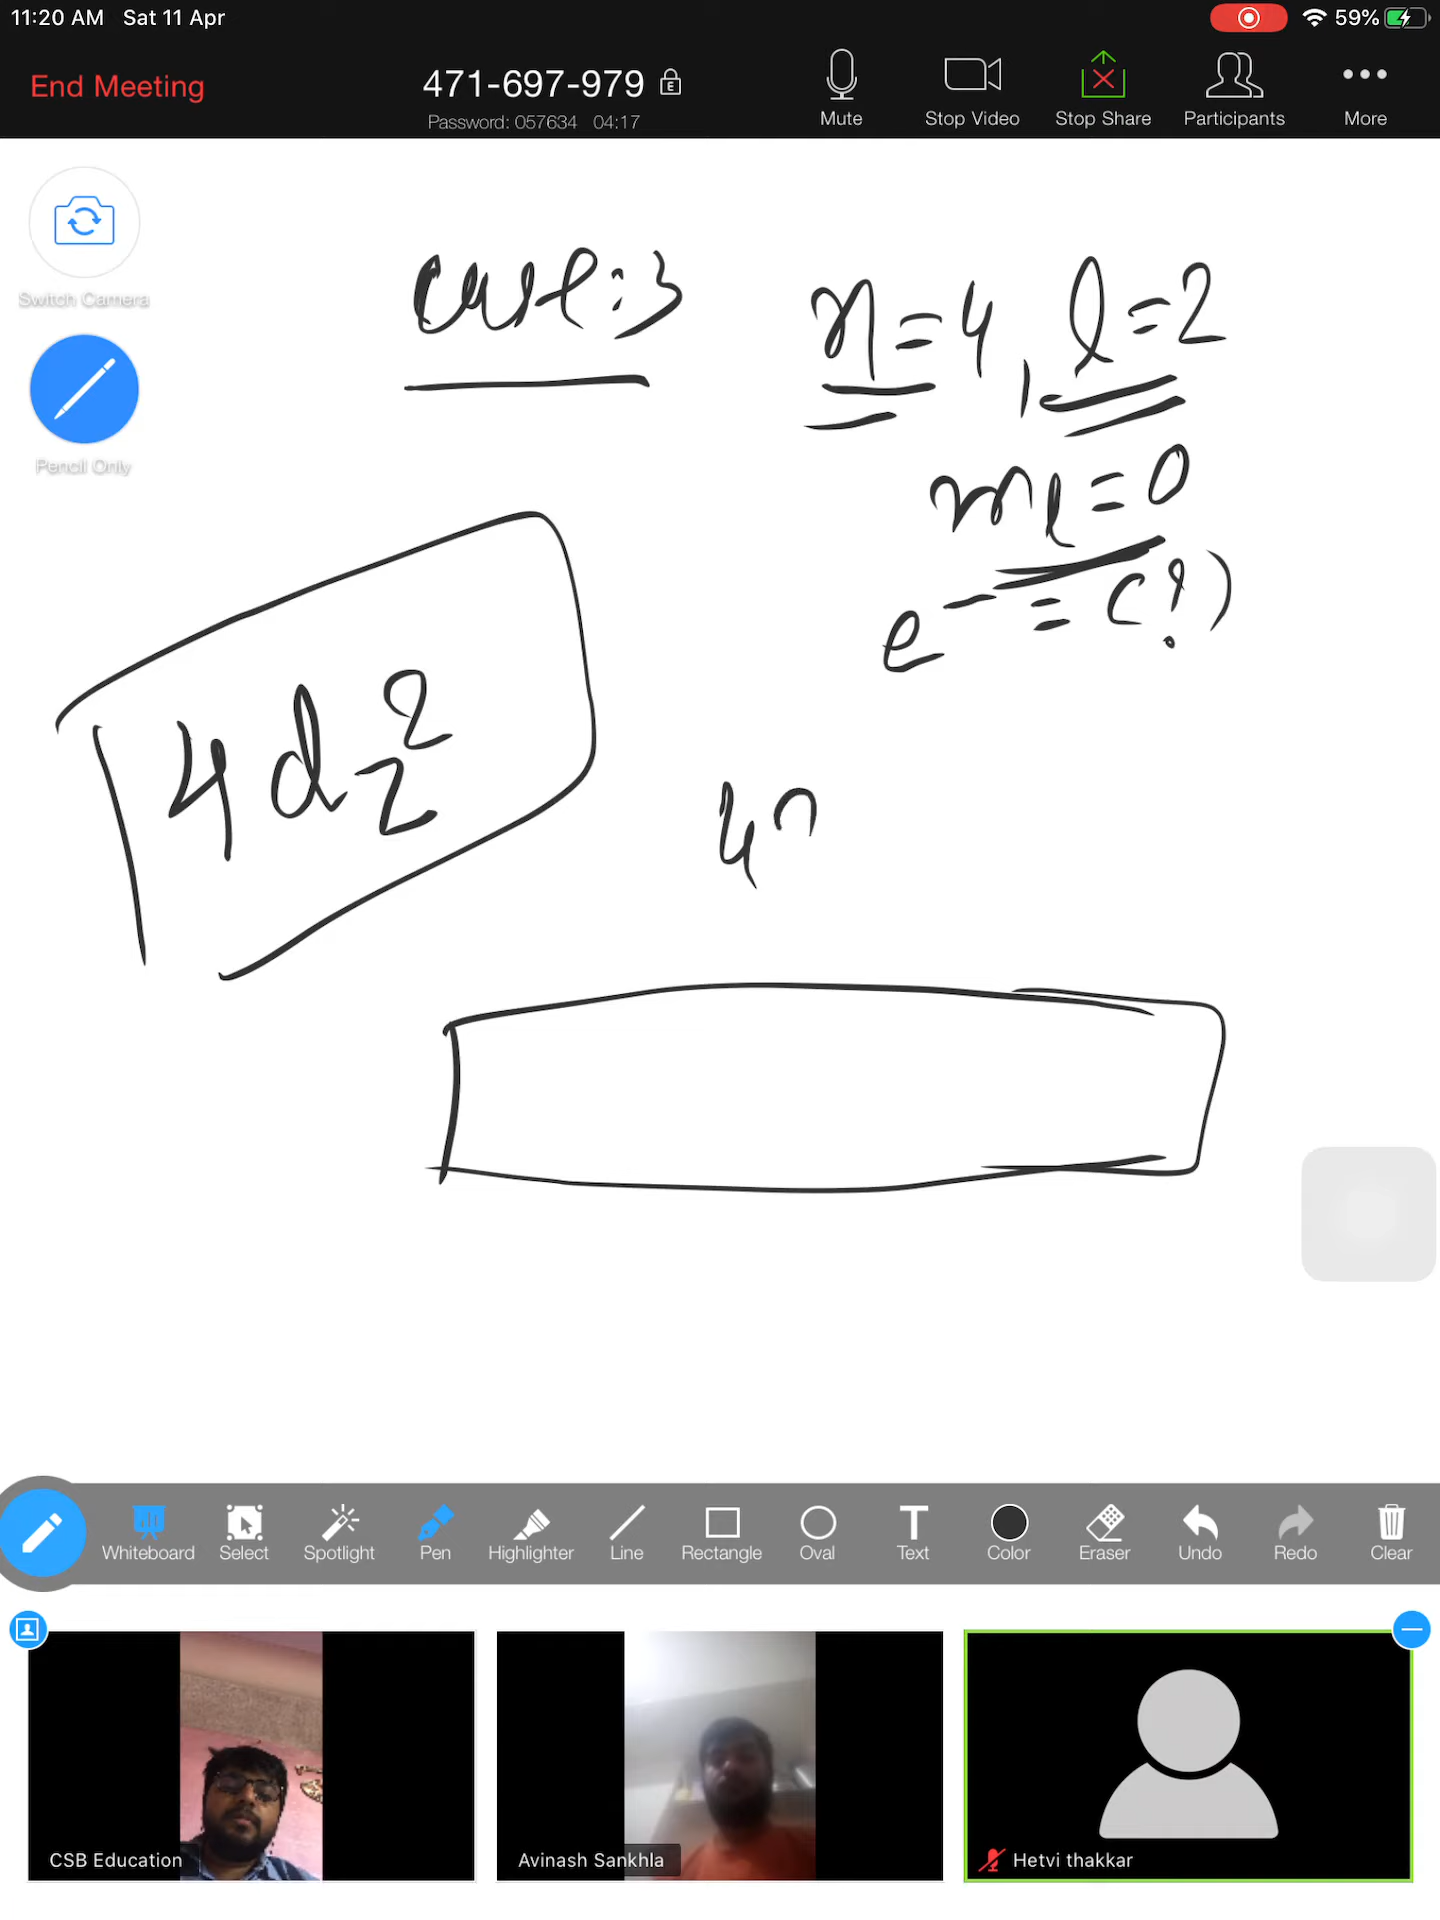 11:20 AM Sat 11 Apr
59%
End Meeting
471-697-979
Password: 057634 04:17
Mute
Stop Video
Stop Share
Participants
More
Switch Camera
Pencil Only
case:3
n=4, l=2
mₗ=0
e⁻=(?)
4dz²
Whiteboard
Select
Spotlight
Pen
Highlighter
Line
Rectangle
Oval
Text
Color
Eraser
Undo
Redo
Clear
CSB Education
Avinash Sankhla
Hetvi thakkar